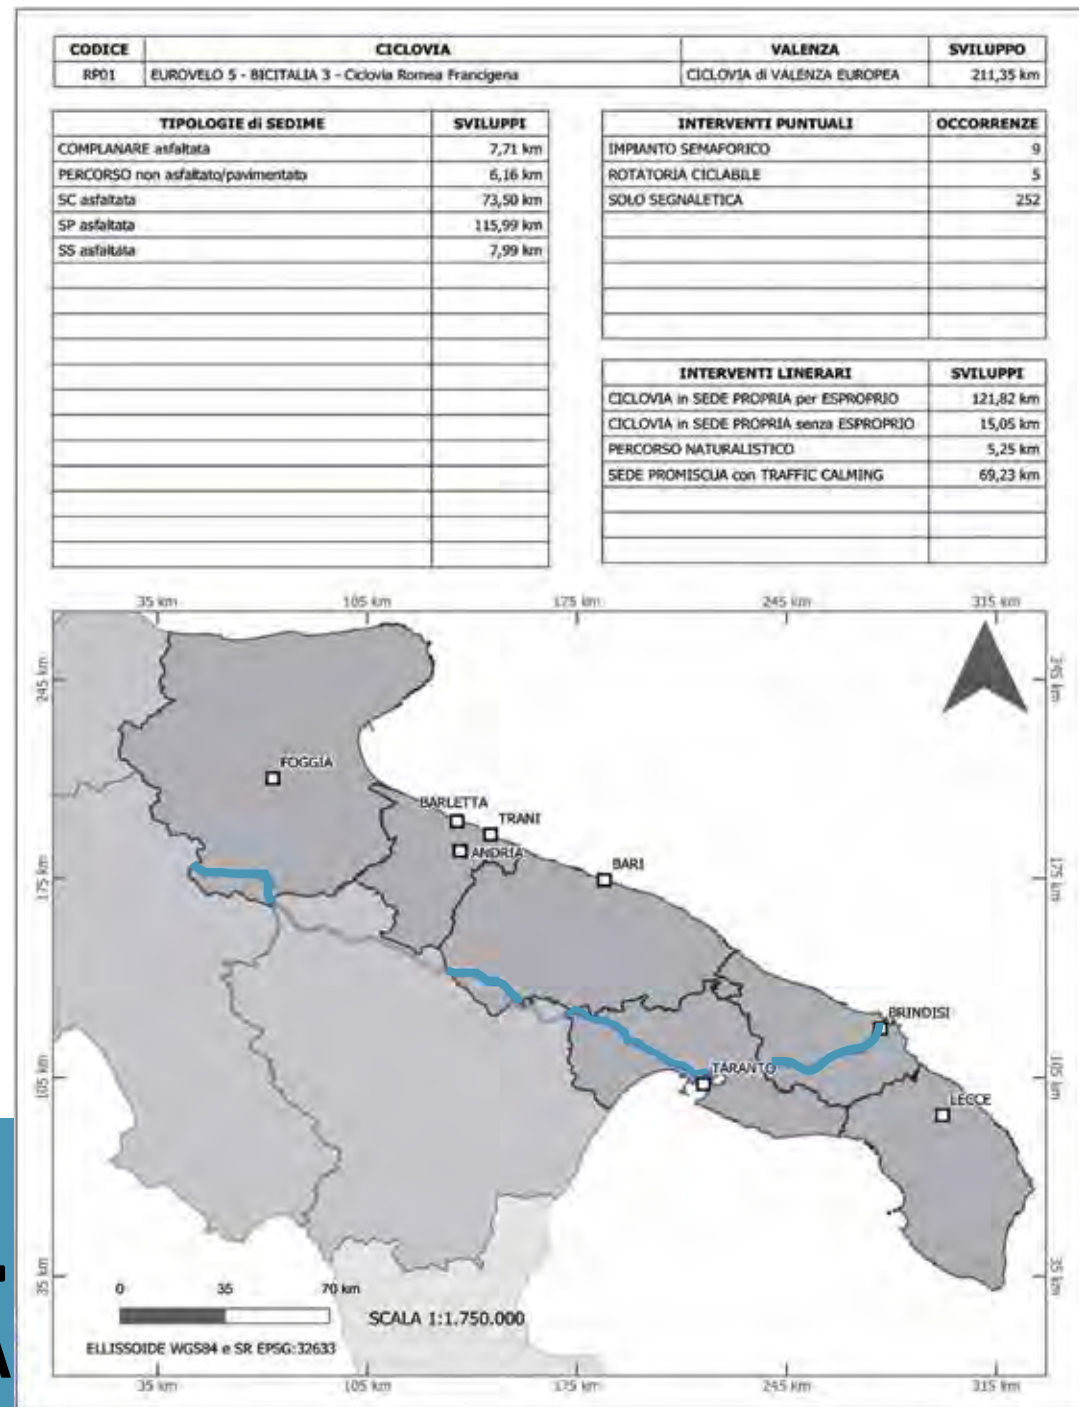 CODICE CICLOVIA VALENZA SVILUPPO
RP01 EUROVELO 5 - BICITALIA 3 - Ciclovia Romea Francigena CICLOVIA di VALENZA EUROPEA 211,35 km
TIPOLOGIE di SEDIME SVILUPPI
COMPLANARE asfaltata 7,71 km
PERCORSO non asfaltato/pavimentato 6,16 km
SC asfaltata 73,50 km
SP asfaltata 115,99 km
SS asfaltata 7,99 km
INTERVENTI PUNTUALI OCCORRENZE
IMPIANTO SEMAFORICO 9
ROTATORIA CICLABILE 5
SOLO SEGNALETICA 252
INTERVENTI LINERARI SVILUPPI
CICLOVIA in SEDE PROPRIA per ESPROPRIO 121,82 km
CICLOVIA in SEDE PROPRIA senza ESPROPRIO 15,05 km
PERCORSO NATURALISTICO 5,25 km
SEDE PROMISCUA con TRAFFIC CALMING 69,23 km
35 km 105 km 175 km 245 km 315 km
245 km 245 km
FOGGIA
BARLETTA
TRANI
ANDRIA
BARI
175 km 175 km
BRINDISI
TARANTO
105 km 105 km
LECCE
35 km 35 km
0 35 70 km
SCALA 1:1.750.000
ELLISSOIDE WGS84 e SR EPSG:32633
35 km 105 km 175 km 245 km 315 km